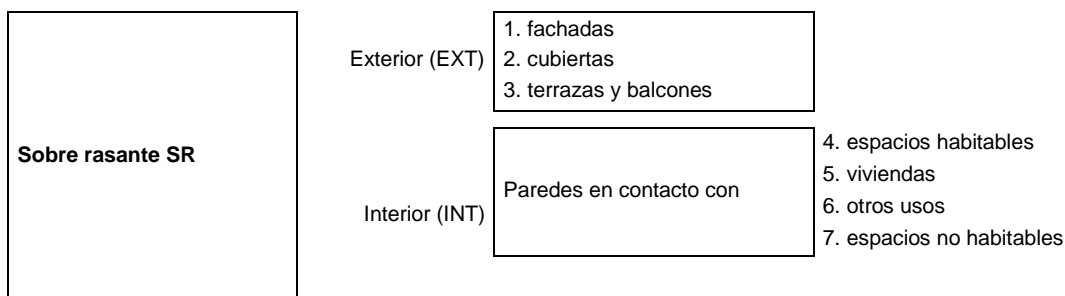 1. fachadas
Exterior (EXT) 2. cubiertas
3. terrazas y balcones
Sobre rasante SR
4. espacios habitables
Paredes en contacto con
5. viviendas
Interior (INT)
6. otros usos
7. espacios no habitables